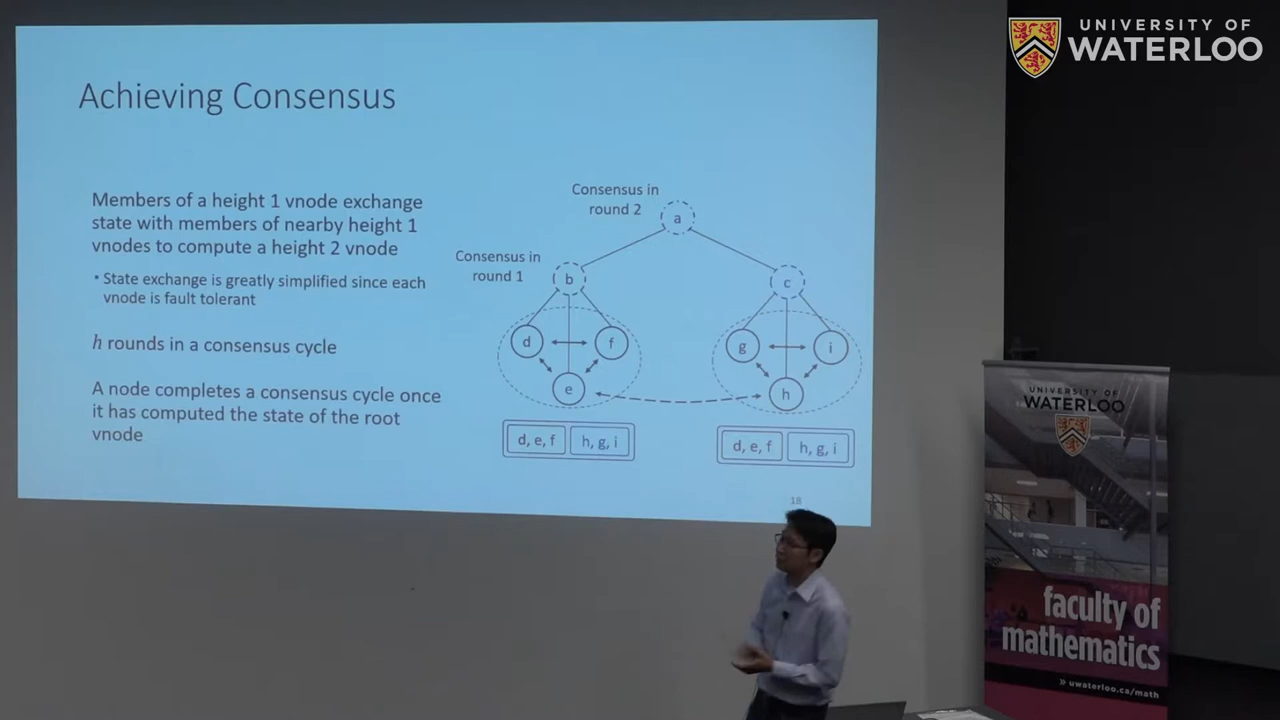 UNIVERSITY OF
WATERLOO
Achieving Consensus
Members of a height 1 vnode exchange
state with members of nearby height 1
vnodes to compute a height 2 vnode
• State exchange is greatly simplified since each
vnode is fault tolerant
h rounds in a consensus cycle
A node completes a consensus cycle once
it has computed the state of the root
vnode
Consensus in
round 2
a
Consensus in
round 1
b
c
d
f
e
g
i
h
d, e, f
h, g, i
d, e, f
h, g, i
18
UNIVERSITY OF
WATERLOO
faculty of
mathematics
» uwaterloo.ca/math